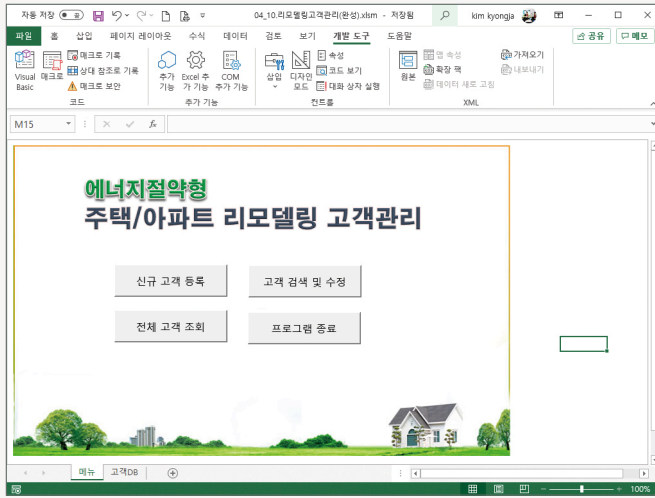 자동 저장
04_10.리모델링고객관리(완성).xlsm - 저장됨
kim kyongja
파일 홈 삽입 페이지 레이아웃 수식 데이터 검토 보기 개발 도구 도움말 공유 메모
Visual Basic
매크로
매크로 기록
상대 참조로 기록
매크로 보안
코드
추가 기능
Excel 추가 기능
COM 추가 기능
추가 기능
삽입
디자인 모드
속성
코드 보기
대화 상자 실행
컨트롤
원본
맵 속성
확장 팩
데이터 새로 고침
가져오기
내보내기
XML
M15
fx
에너지절약형
주택/아파트 리모델링 고객관리
신규 고객 등록 고객 검색 및 수정
전체 고객 조회 프로그램 종료
메뉴 고객DB
100%